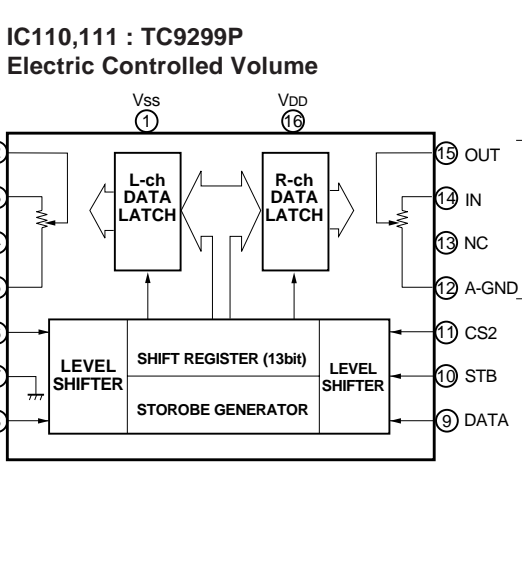 IC110,111 : TC9299P
Electric Controlled Volume
VSS
VDD
1
16
15 OUT
L-ch
DATA
LATCH
R-ch
DATA
LATCH
14 IN
13 NC
12 A-GND
11 CS2
LEVEL
SHIFTER
SHIFT REGISTER (13bit)
STOROBE GENERATOR
LEVEL
SHIFTER
10 STB
9 DATA